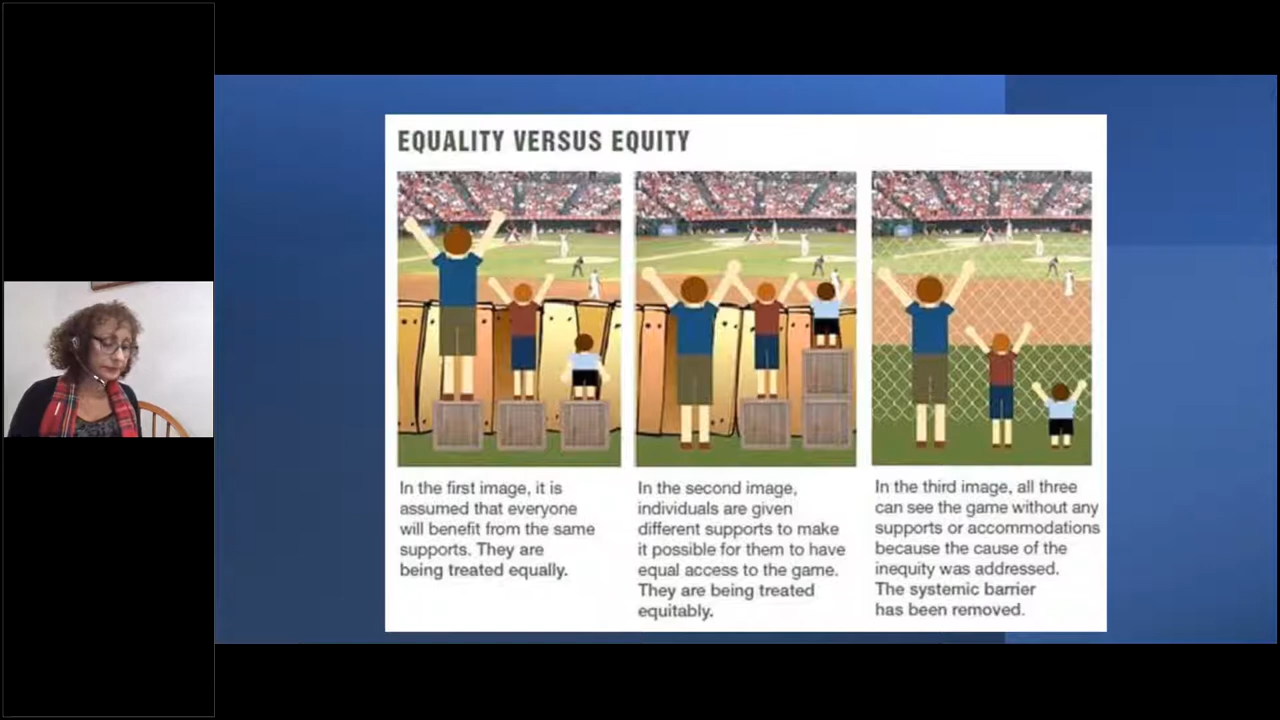 EQUALITY VERSUS EQUITY
In the first image, it is
assumed that everyone
will benefit from the same
supports. They are
being treated equally.
In the second image,
individuals are given
different supports to make
it possible for them to have
equal access to the game.
They are being treated
equitably.
In the third image, all three
can see the game without any
supports or accommodations
because the cause of the
inequity was addressed.
The systemic barrier
has been removed.